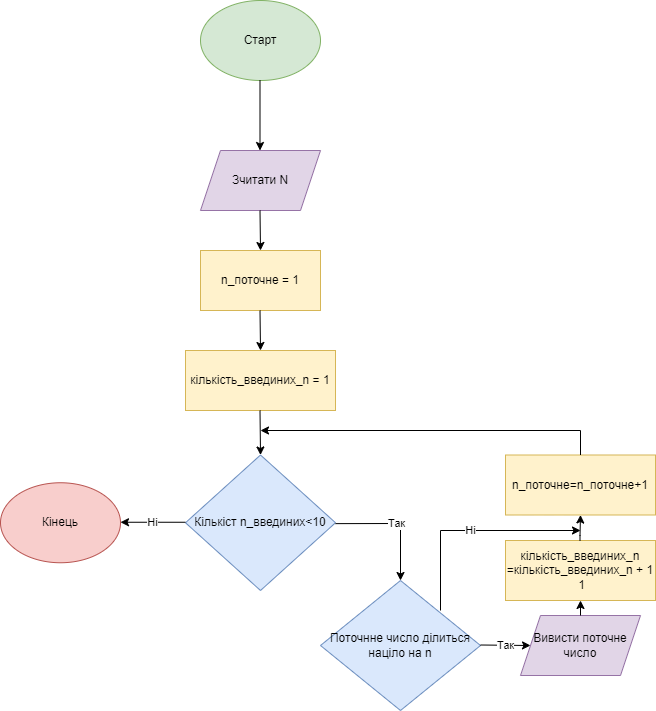 Старт
Зчитати N
n_поточне = 1
кількість_введиних_n = 1
Кількіст n_введиних<10
Ні
Кінець
Так
Поточнне число ділиться
націло на n
Ні
Так
Вивисти поточне
число
кількість_введиних_n
=кількість_введиних_n + 1
1
n_поточне=n_поточне+1